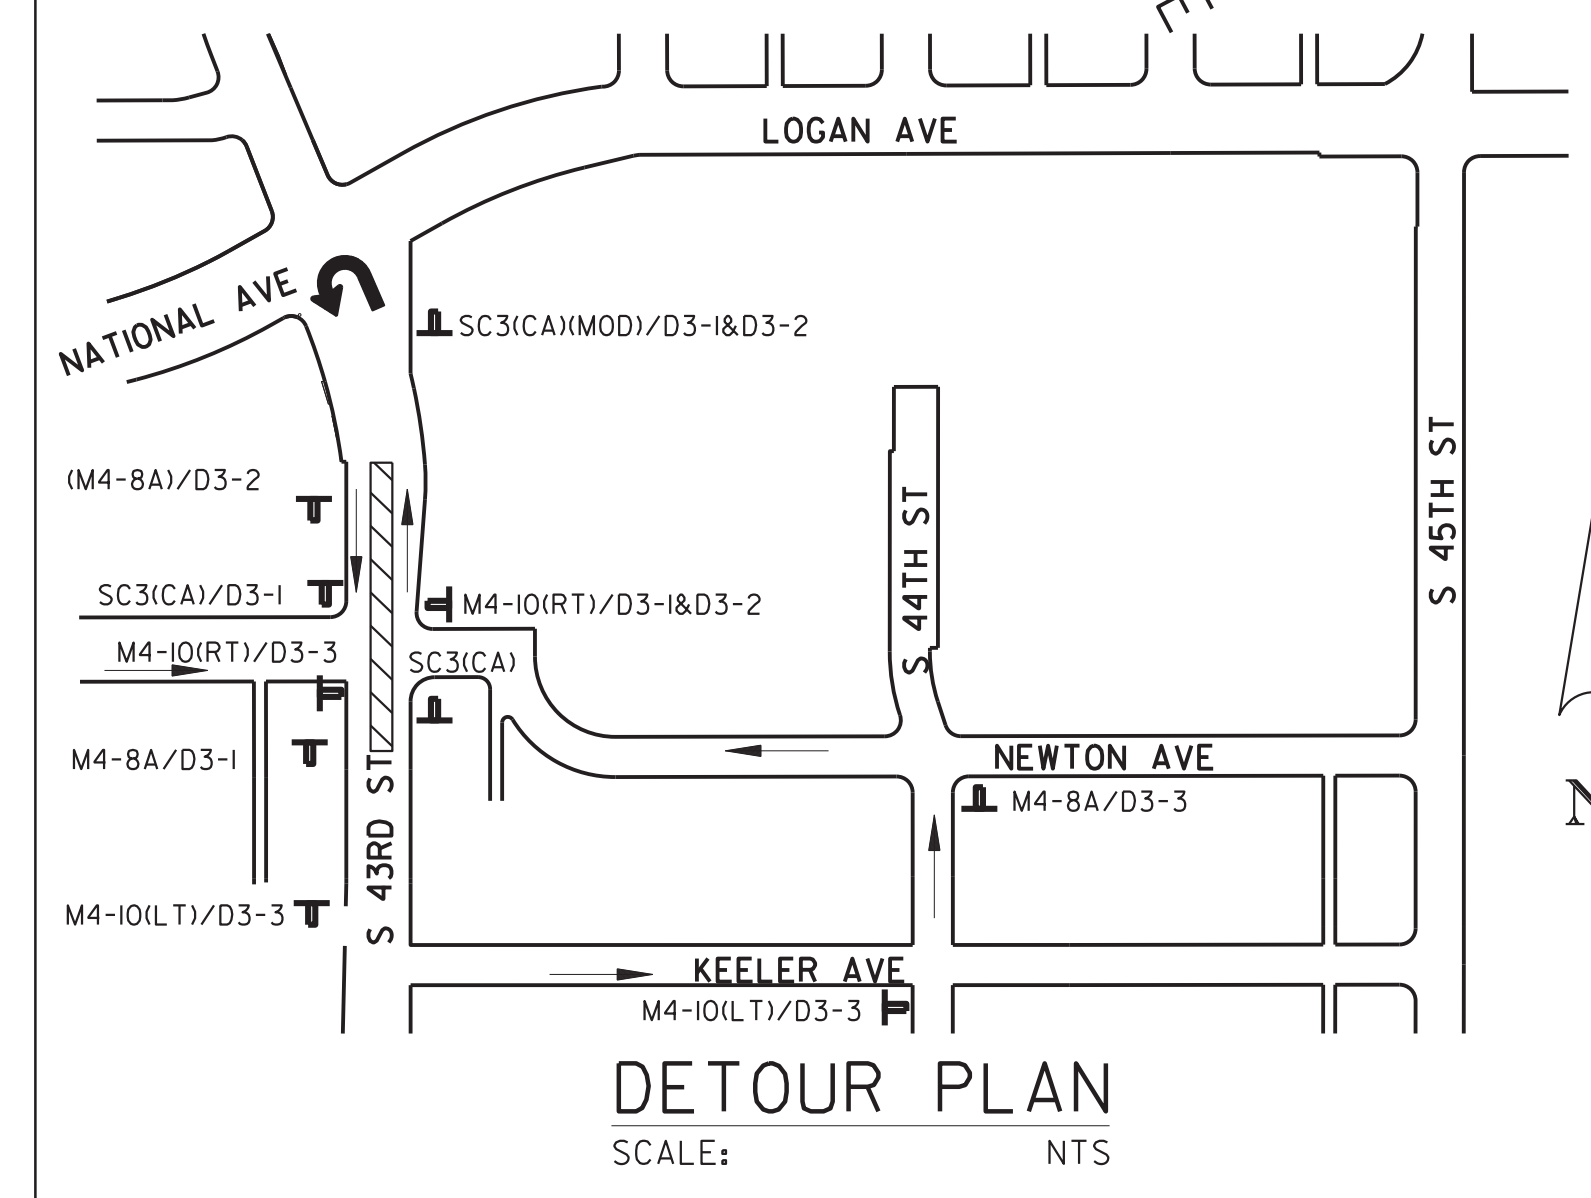 LOGAN AVE
NATIONAL AVE
SC3(CA)(MOD)/D3-1&D3-2
(M4-8A)/D3-2
S 44TH ST
S 45TH ST
SC3(CA)/D3-1
M4-10(RT)/D3-1&D3-2
M4-10(RT)/D3-3
SC3(CA)
M4-8A/D3-1
NEWTON AVE
M4-8A/D3-3
S 43RD ST
M4-10(LT)/D3-3
KEELER AVE
M4-10(LT)/D3-3
DETOUR PLAN
SCALE: NTS